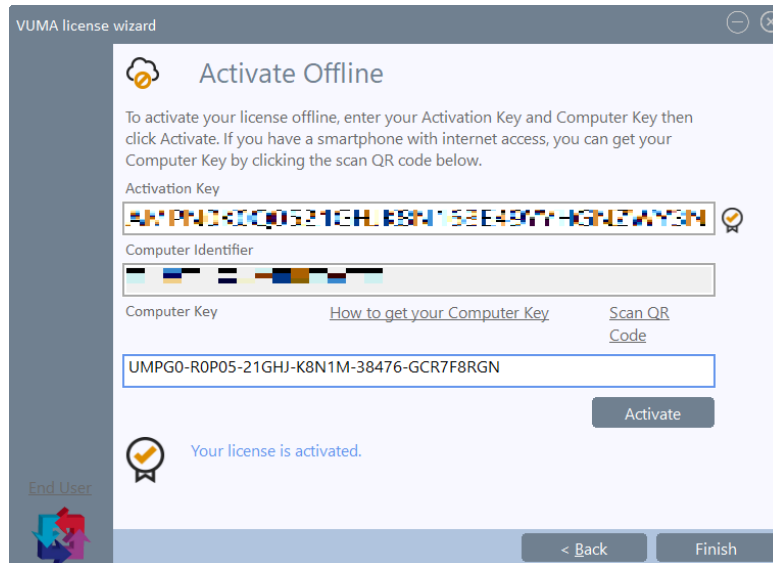 VUMA license wizard
Activate Offline
To activate your license offline, enter your Activation Key and Computer Key then
click Activate. If you have a smartphone with internet access, you can get your
Computer Key by clicking the scan QR code below.
Activation Key
Computer Identifier
Computer Key How to get your Computer Key Scan QR
Code
UMPG0-R0P05-21GHJ-K8N1M-38476-GCR7F8RGN
Activate
Your license is activated.
End User
< Back Finish